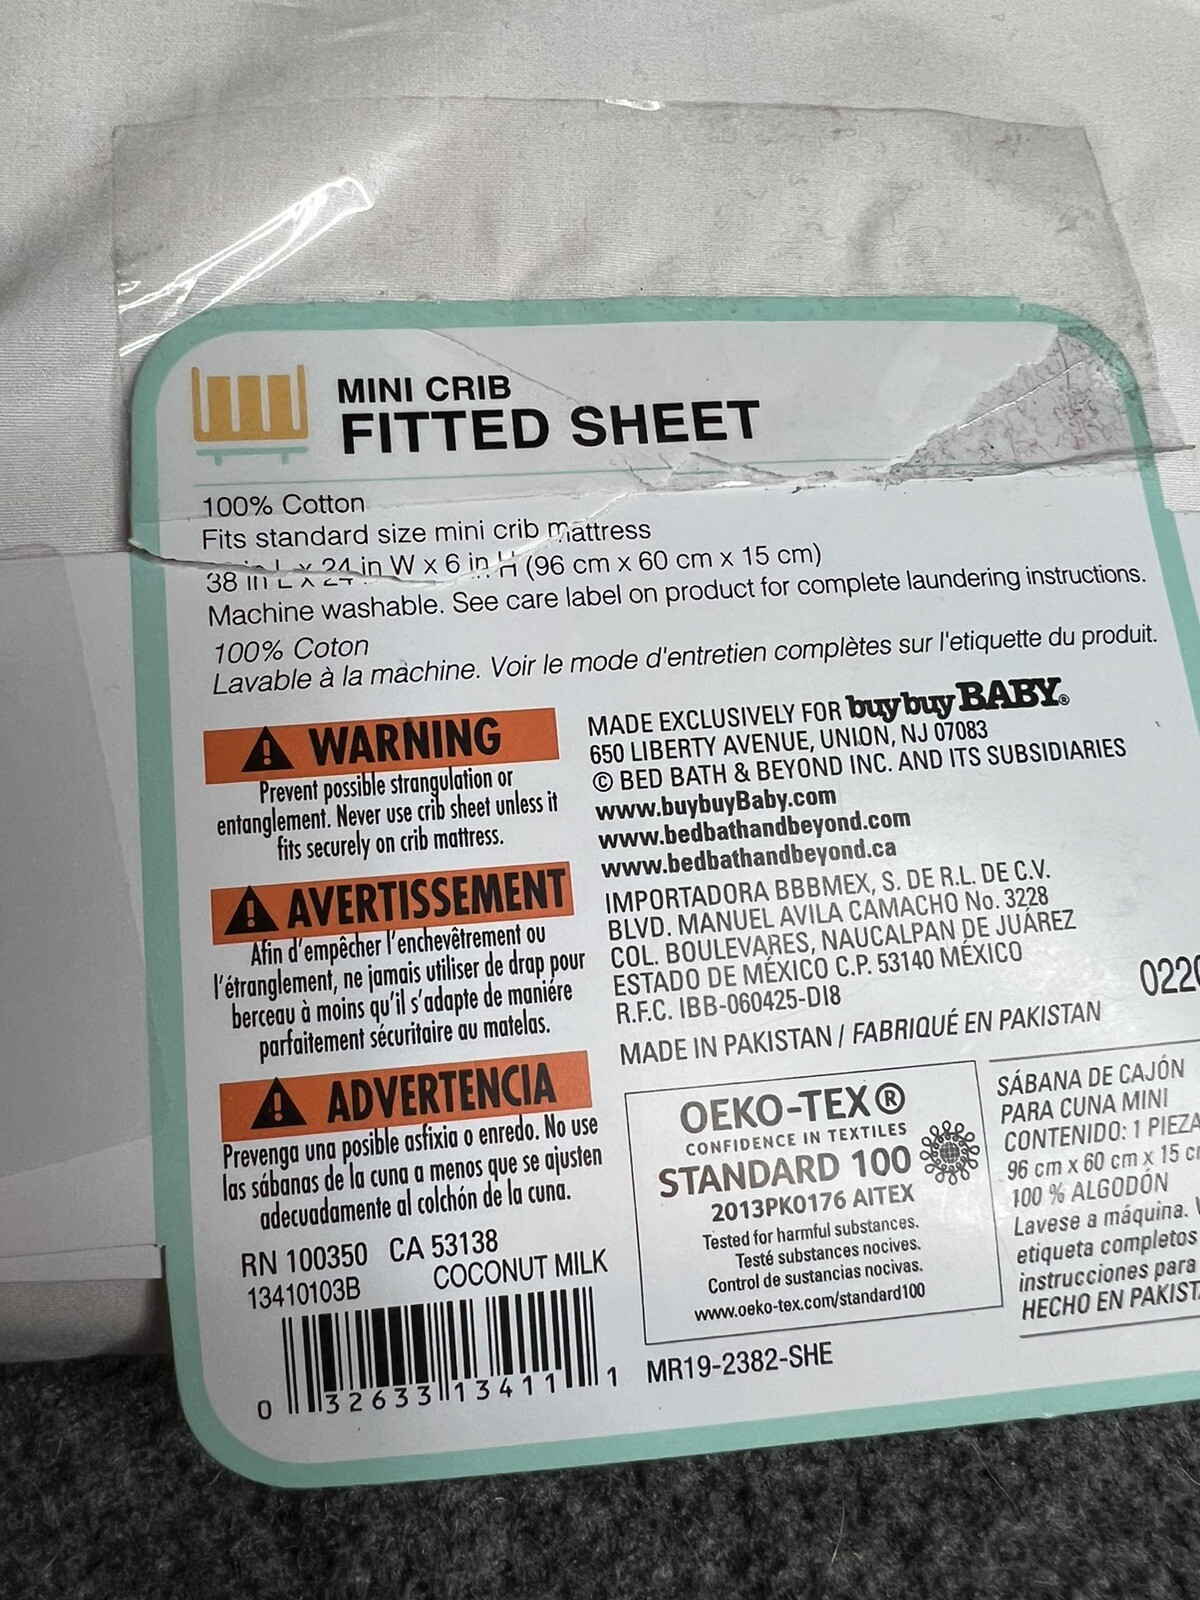 MINI CRIB
FITTED SHEET
100% Cotton
Fits standard size mini crib mattress
38 in L x 24 in W x 6 in H (96 cm x 60 cm x 15 cm)
Machine washable. See care label on product for complete laundering instructions.
100% Coton
Lavable à la machine. Voir le mode d'entretien complètes sur l'etiquette du produit.
WARNING
Prevent possible strangulation or
entanglement. Never use crib sheet unless it
fits securely on crib mattress.
AVERTISSEMENT
Afin d'empêcher l'enchevêtrement ou
l'étranglement, ne jamais utiliser de drap pour
berceau à moins qu'il s'adapte de maniére
parfaitement sécuritaire au matelas.
ADVERTENCIA
Prevenga una posible asfixia o enredo. No use
las sábanas de la cuna a menos que se ajusten
adecuadamente al colchón de la cuna.
RN 100350 CA 53138
13410103B COCONUT MILK
0 32633 13411 1
MADE EXCLUSIVELY FOR buybuy BABY®
650 LIBERTY AVENUE, UNION, NJ 07083
© BED BATH & BEYOND INC. AND ITS SUBSIDIARIES
www.buybuyBaby.com
www.bedbathandbeyond.com
www.bedbathandbeyond.ca
IMPORTADORA BBBMEX, S. DE R.L. DE C.V.
BLVD. MANUEL AVILA CAMACHO No. 3228
COL. BOULEVARES, NAUCALPAN DE JUÁREZ
ESTADO DE MÉXICO C.P. 53140 MÉXICO
R.F.C. IBB-060425-DI8
0220
MADE IN PAKISTAN / FABRIQUÉ EN PAKISTAN
OEKO-TEX®
CONFIDENCE IN TEXTILES
STANDARD 100
2013PK0176 AITEX
Tested for harmful substances.
Testé substances nocives.
Control de sustancias nocivas.
www.oeko-tex.com/standard100
MR19-2382-SHE
SÁBANA DE CAJÓN
PARA CUNA MINI
CONTENIDO: 1 PIEZA
96 cm x 60 cm x 15 cm
100 % ALGODÓN
Lavese a máquina.
etiqueta completos
instrucciones para
HECHO EN PAKIST